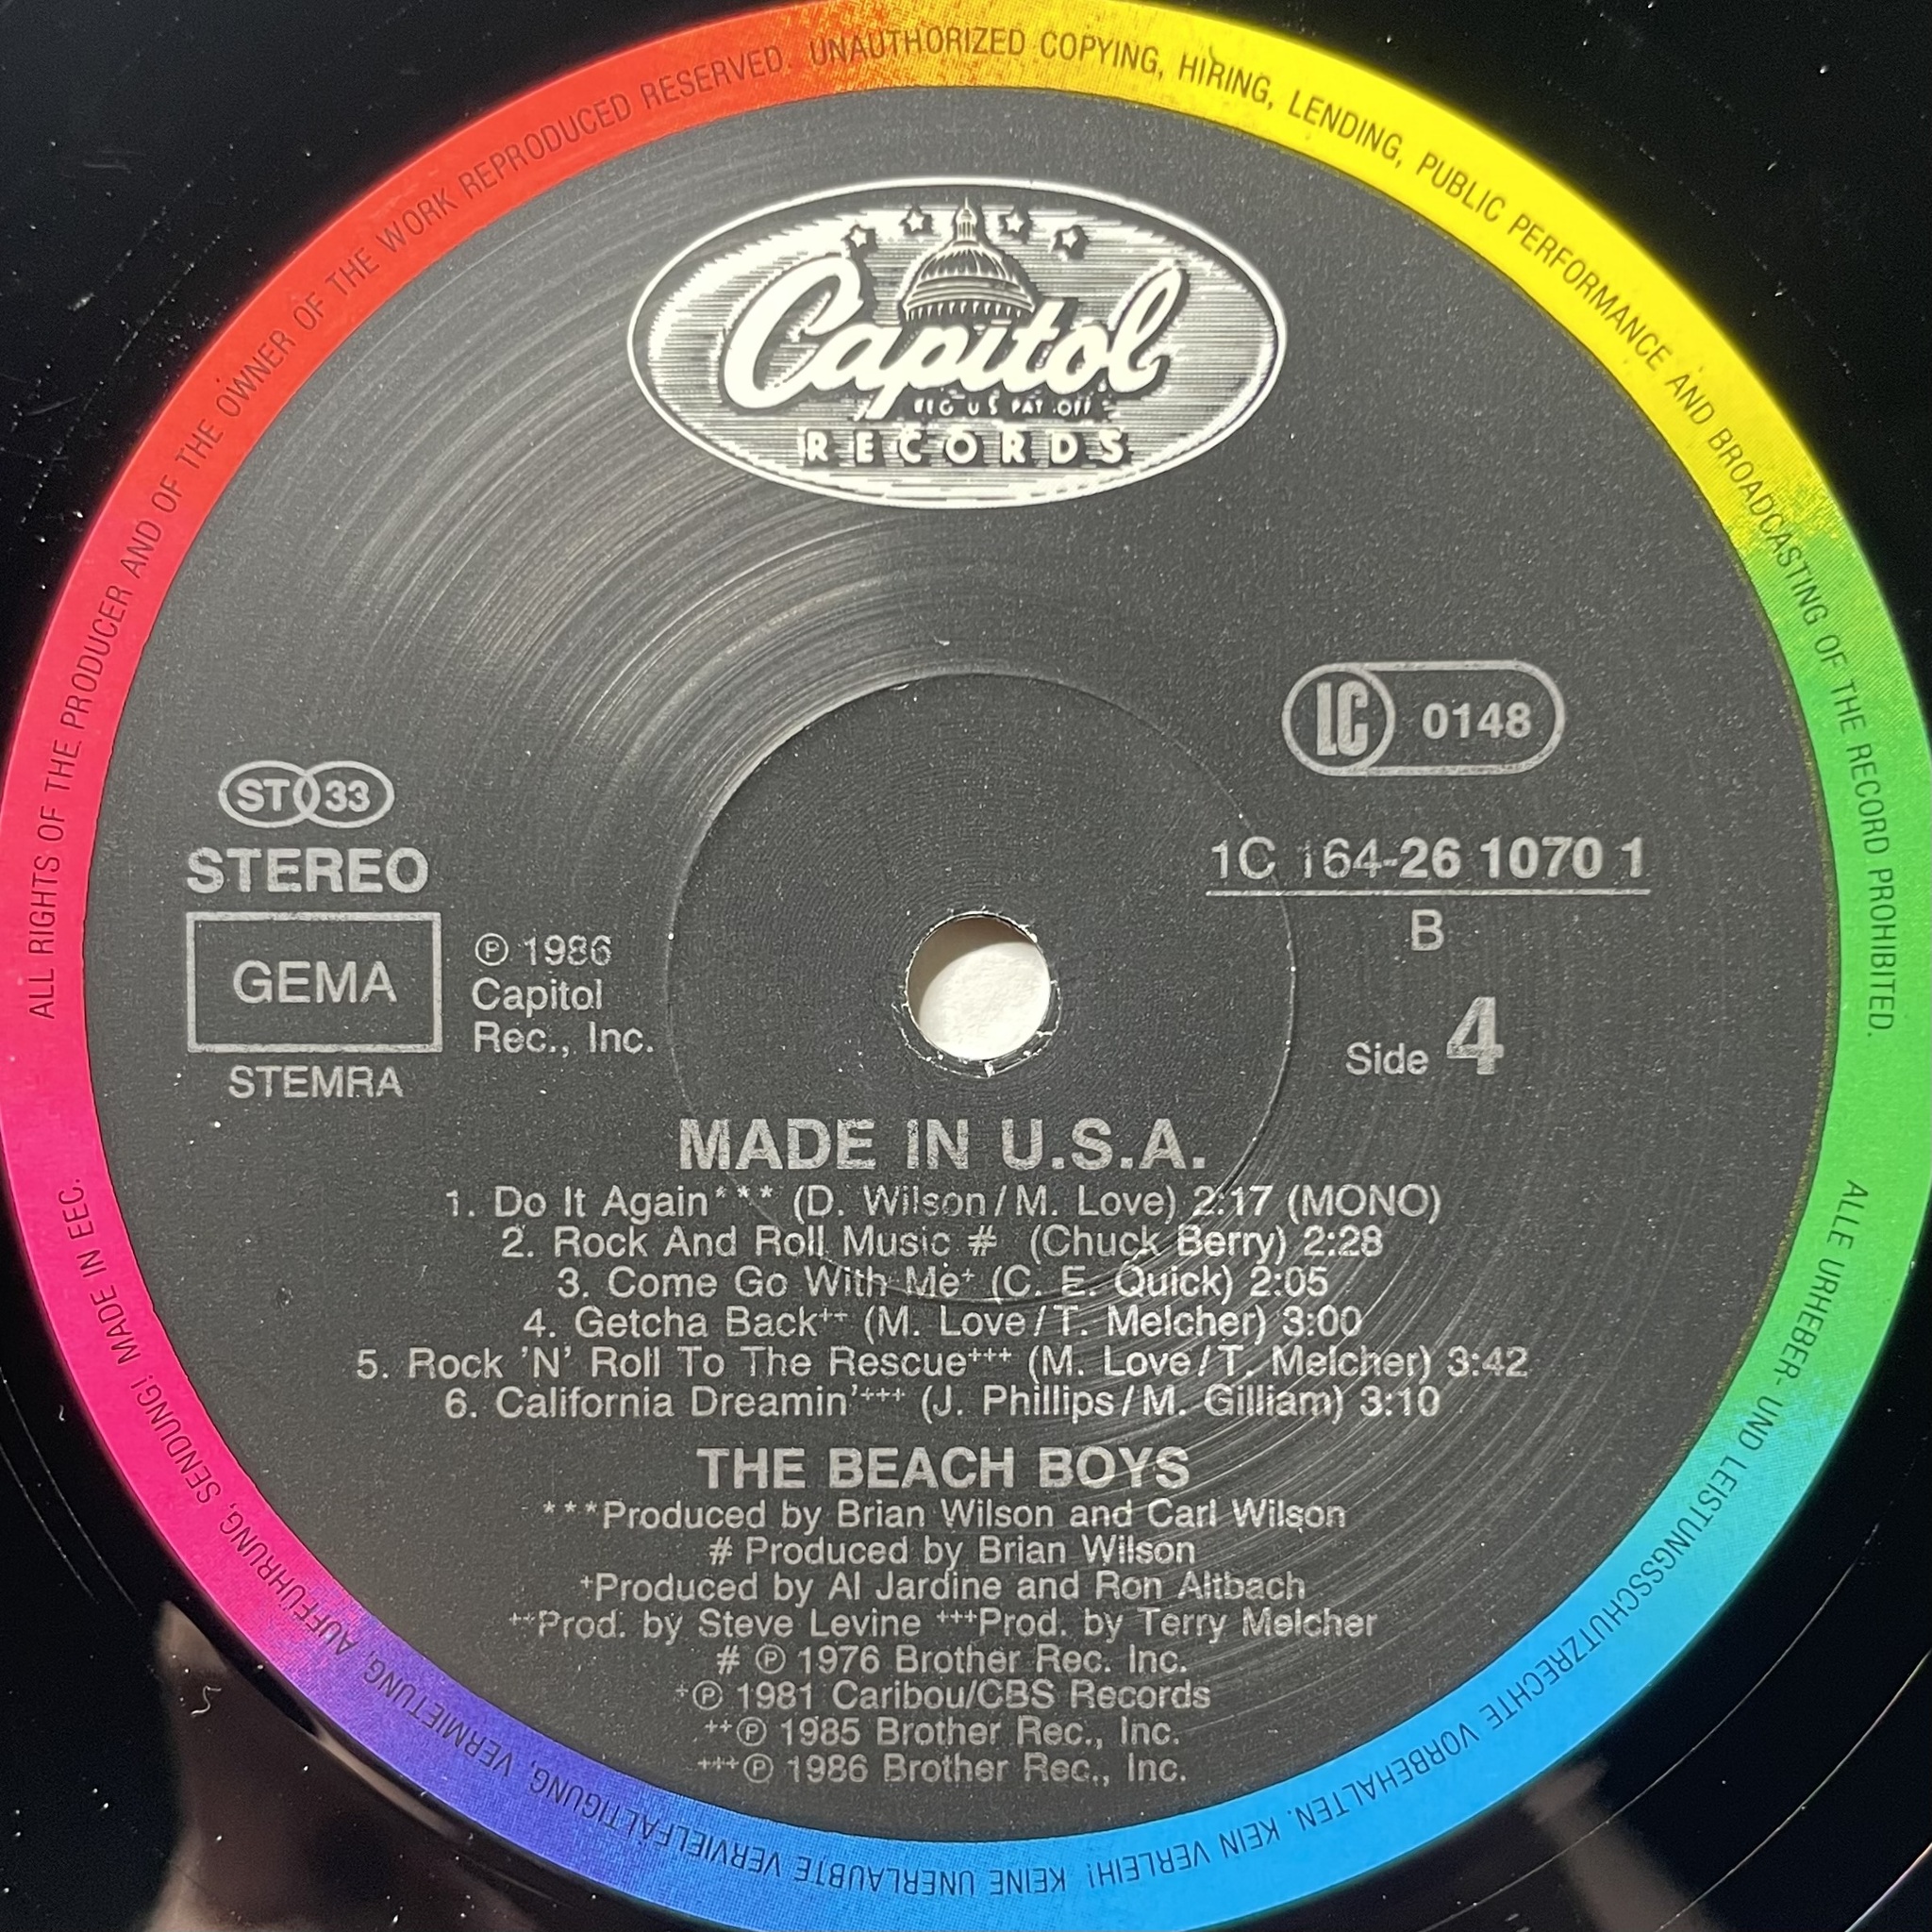 ALL RIGHTS OF THE PRODUCER AND OF THE OWNER OF THE WORK REPRODUCED RESERVED. UNAUTHORIZED COPYING, HIRING, LENDING, PUBLIC PERFORMANCE AND BROADCASTING OF THE RECORD PROHIBITED.
Capitol
REG. U.S. PAT. OFF.
RECORDS
LC 0148
ST 33
STEREO
GEMA
STEMRA
℗ 1986
Capitol
Rec., Inc.
1C 164-26 1070 1
B
Side 4
MADE IN U.S.A.
1. Do It Again*** (D. Wilson/M. Love) 2:17 (MONO)
2. Rock And Roll Music # (Chuck Berry) 2:28
3. Come Go With Me+ (C. E. Quick) 2:05
4. Getcha Back++ (M. Love/T. Melcher) 3:00
5. Rock 'N' Roll To The Rescue+++ (M. Love/T. Melcher) 3:42
6. California Dreamin'+++ (J. Phillips/M. Gilliam) 3:10
THE BEACH BOYS
***Produced by Brian Wilson and Carl Wilson
# Produced by Brian Wilson
+Produced by Al Jardine and Ron Altbach
++Prod. by Steve Levine +++Prod. by Terry Melcher
# ℗ 1976 Brother Rec. Inc.
+℗ 1981 Caribou/CBS Records
++℗ 1985 Brother Rec., Inc.
+++℗ 1986 Brother Rec., Inc.
ALLE URHEBER- UND LEISTUNGSSCHUTZRECHTE VORBEHALTEN. KEIN VERLEIH! KEINE UNERLAUBTE VERVIELFÄLTIGUNG, VERMIETUNG, AUFFÜHRUNG, SENDUNG! MADE IN EEC.